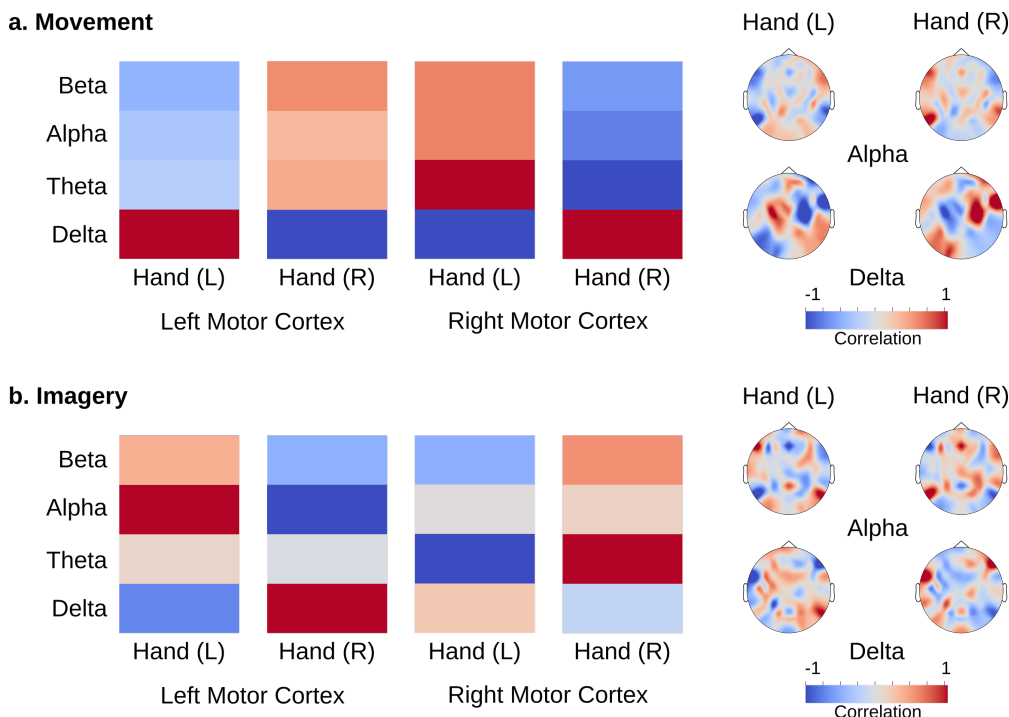 a. Movement
Hand (L) Hand (R)
Beta
Alpha
Theta
Delta
Hand (L) Hand (R) Hand (L) Hand (R)
Left Motor Cortex Right Motor Cortex
Alpha
Delta
-1 1
Correlation
b. Imagery
Hand (L) Hand (R)
Beta
Alpha
Theta
Delta
Hand (L) Hand (R) Hand (L) Hand (R)
Left Motor Cortex Right Motor Cortex
Alpha
Delta
-1 1
Correlation